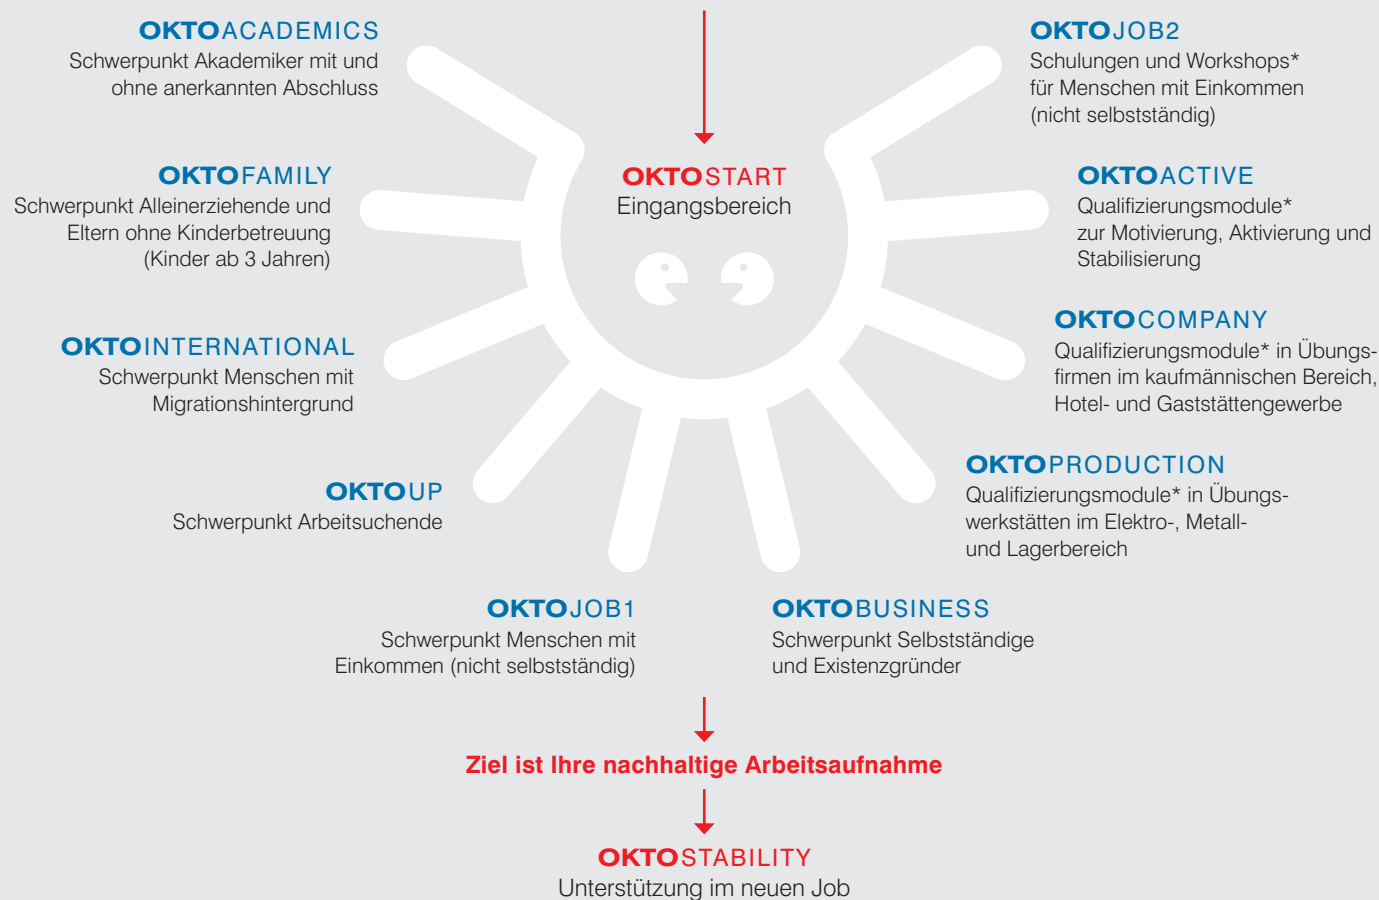 OKTOACADEMICS
Schwerpunkt Akademiker mit und
ohne anerkannten Abschluss
OKTOFAMILY
Schwerpunkt Alleinerziehende und
Eltern ohne Kinderbetreuung
(Kinder ab 3 Jahren)
OKTOINTERNATIONAL
Schwerpunkt Menschen mit
Migrationshintergrund
OKTOUP
Schwerpunkt Arbeitsuchende
OKTOJOB1
Schwerpunkt Menschen mit
Einkommen (nicht selbstständig)
OKTOSTART
Eingangsbereich
OKTOJOB2
Schulungen und Workshops*
für Menschen mit Einkommen
(nicht selbstständig)
OKTOACTIVE
Qualifizierungsmodule*
zur Motivierung, Aktivierung und
Stabilisierung
OKTOCOMPANY
Qualifizierungsmodule* in Übungs-
firmen im kaufmännischen Bereich,
Hotel- und Gaststättengewerbe
OKTOPRODUCTION
Qualifizierungsmodule* in Übungs-
werkstätten im Elektro-, Metall-
und Lagerbereich
OKTOBUSINESS
Schwerpunkt Selbstständige
und Existenzgründer
Ziel ist Ihre nachhaltige Arbeitsaufnahme
OKTOSTABILITY
Unterstützung im neuen Job